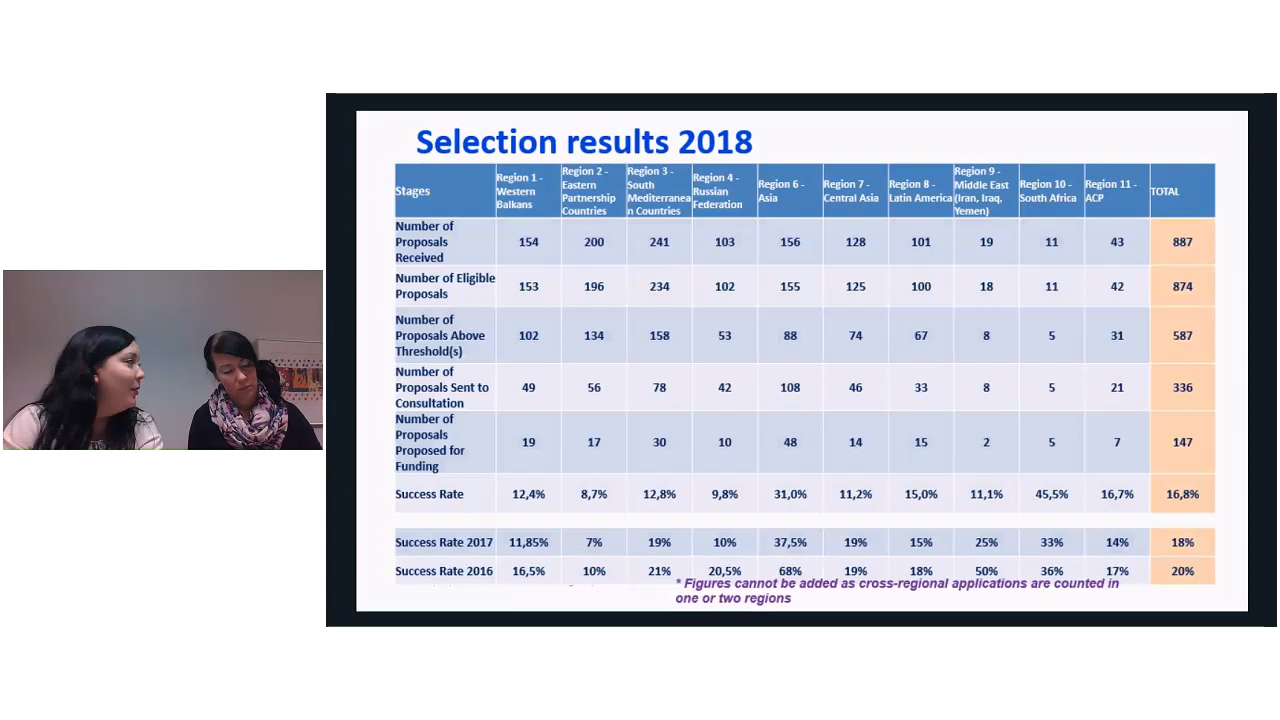 Selection results 2018
Stages Region 1 - Western Balkans Region 2 - Eastern Partnership Countries Region 3 - South Mediterranean Countries Region 4 - Russian Federation Region 6 - Asia Region 7 - Central Asia Region 8 - Latin America Region 9 - Middle East (Iran, Iraq, Yemen) Region 10 - South Africa Region 11 - ACP TOTAL
Number of Proposals Received 154 200 241 103 156 128 101 19 11 43 887
Number of Eligible Proposals 153 196 234 102 155 125 100 18 11 42 874
Number of Proposals Above Threshold(s) 102 134 158 53 88 74 67 8 5 31 587
Number of Proposals Sent to Consultation 49 56 78 42 108 46 33 8 5 21 336
Number of Proposals Proposed for Funding 19 17 30 10 48 14 15 2 5 7 147
Success Rate 12,4% 8,7% 12,8% 9,8% 31,0% 11,2% 15,0% 11,1% 45,5% 16,7% 16,8%
Success Rate 2017 11,85% 7% 19% 10% 37,5% 19% 15% 25% 33% 14% 18%
Success Rate 2016 16,5% 10% 21% 20,5% 68% 19% 18% 50% 36% 17% 20%
* Figures cannot be added as cross-regional applications are counted in
one or two regions